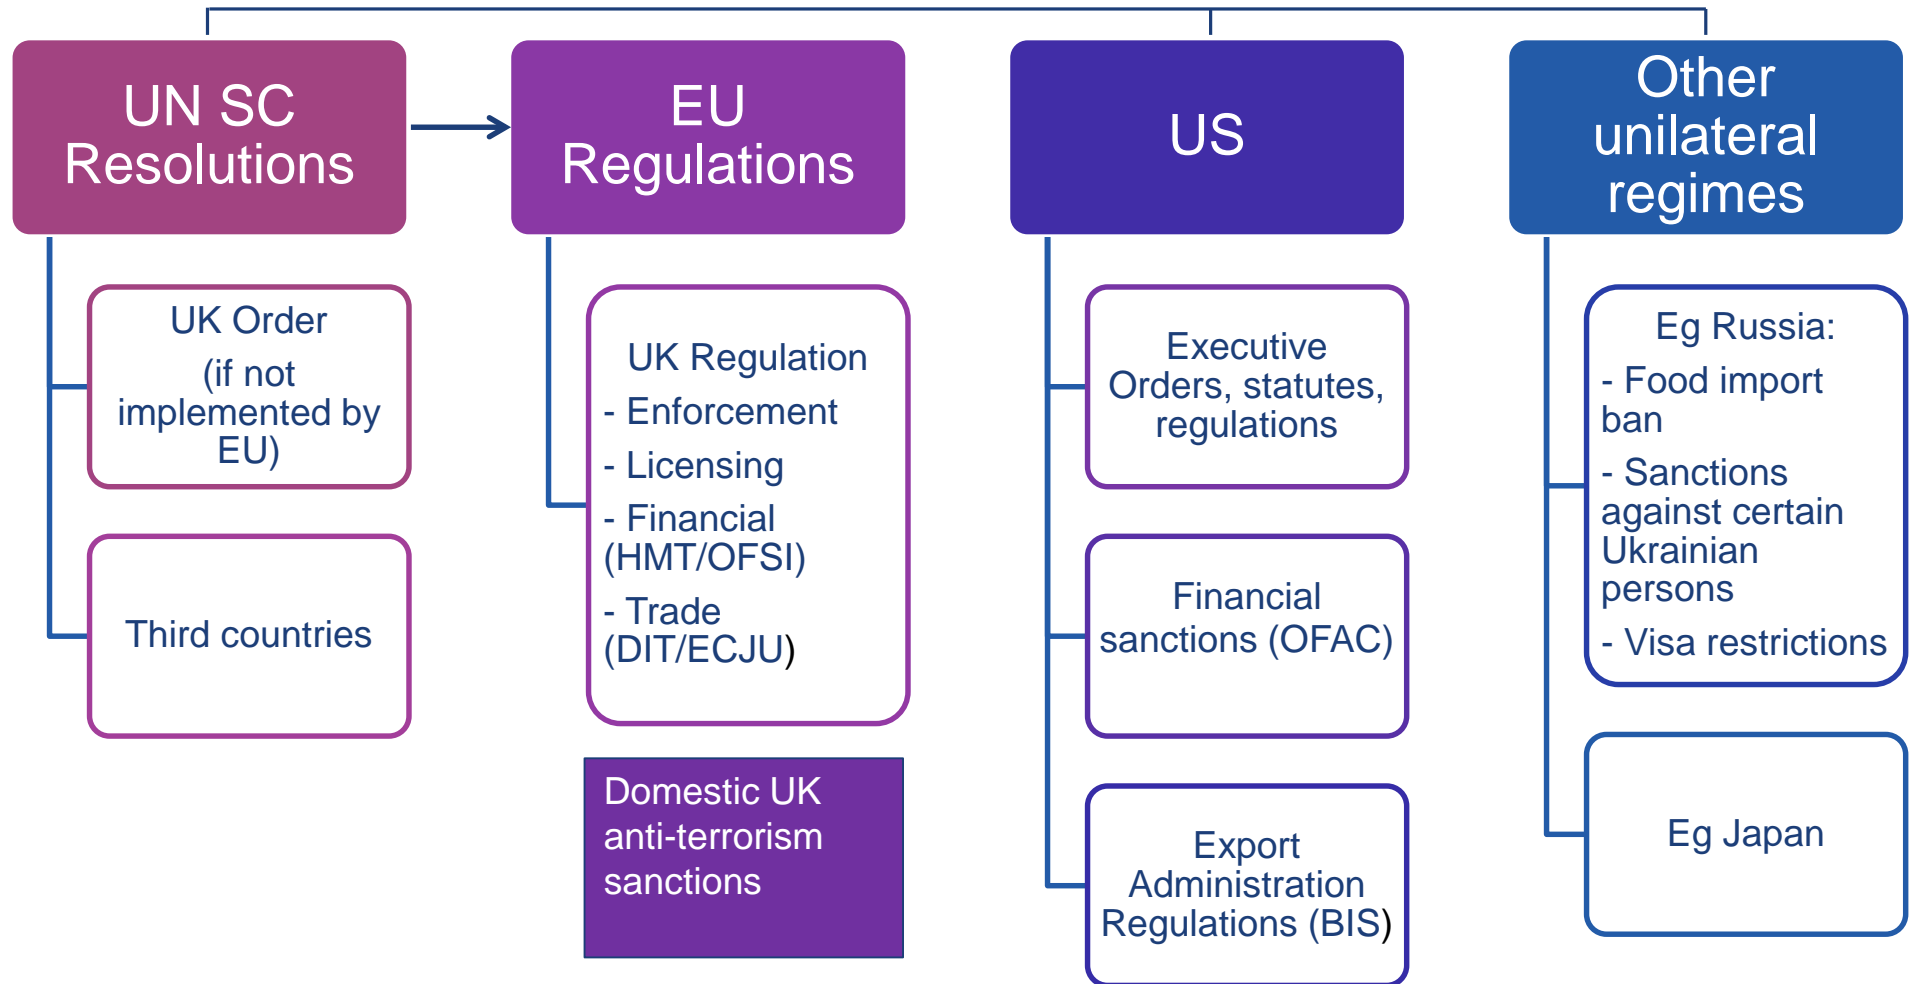 UN SC
Resolutions
UK Order
(if not
implemented by
EU)
Third countries
EU
Regulations
UK Regulation
- Enforcement
- Licensing
- Financial
(HMT/OFSI)
- Trade
(DIT/ECJU)
Domestic UK
anti-terrorism
sanctions
US
Executive
Orders, statutes,
regulations
Financial
sanctions (OFAC)
Export
Administration
Regulations (BIS)
Other
unilateral
regimes
Eg Russia:
- Food import
ban
- Sanctions
against certain
Ukrainian
persons
- Visa restrictions
Eg Japan